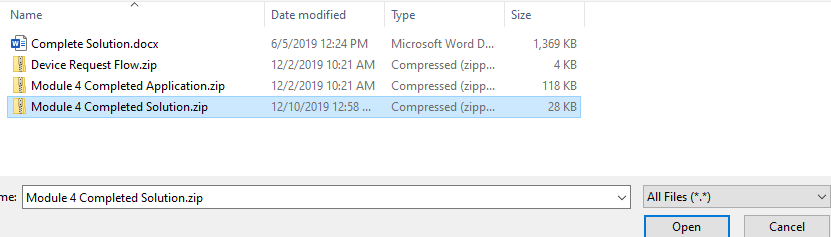 Name Date modified Type Size
Complete Solution.docx 6/5/2019 12:24 PM Microsoft Word D... 1,369 KB
Device Request Flow.zip 12/2/2019 10:21 AM Compressed (zipp... 4 KB
Module 4 Completed Application.zip 12/2/2019 10:21 AM Compressed (zipp... 118 KB
Module 4 Completed Solution.zip 12/10/2019 12:58 ... Compressed (zipp... 28 KB
me: Module 4 Completed Solution.zip All Files (*.*)
Open Cancel